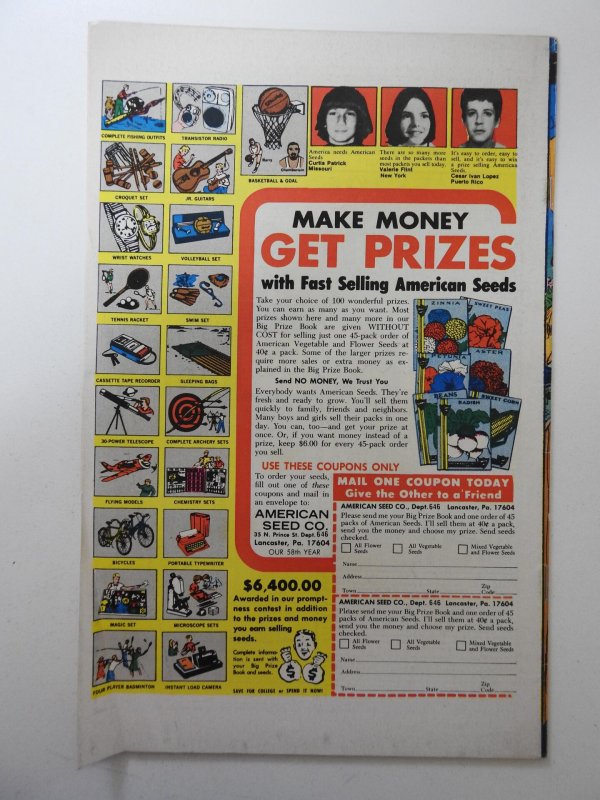 COMPLETE FISHING OUTFITS
TRANSISTOR RADIO
CROQUET SET
JR. GUITARS
WRIST WATCHES
VOLLEYBALL SET
TENNIS RACKET
SWIM SET
CASSETTE TAPE RECORDER
SLEEPING BAGS
30-POWER TELESCOPE
COMPLETE ARCHERY SETS
FLYING MODELS
CHEMISTRY SETS
BICYCLES
PORTABLE TYPEWRITER
MAGIC SET
MICROSCOPE SETS
FOUR PLAYER BADMINTON
INSTANT LOAD CAMERA
Barry
Chamberlain
BASKETBALL & GOAL
America needs American
Seeds.
Curtis Patrick
Missouri
There are so many more
seeds in the packets than
most packets you sell today.
Valerie Flint
New York
It's easy to order, easy to
sell, and it's easy to win
a prize selling American
Seeds.
Cesar Ivan Lopez
Puerto Rico
MAKE MONEY
GET PRIZES
with Fast Selling American Seeds
Take your choice of 100 wonderful prizes.
You can earn as many as you want. Most
prizes shown here and many more in our
Big Prize Book are given WITHOUT
COST for selling just one 45-pack order of
American Vegetable and Flower Seeds at
40¢ a pack. Some of the larger prizes re-
quire more sales or extra money as ex-
plained in the Big Prize Book.
Send NO MONEY, We Trust You
Everybody wants American Seeds. They're
fresh and ready to grow. You'll sell them
quickly to family, friends and neighbors.
Many boys and girls sell their packs in one
day. You can, too—and get your prize at
once. Or, if you want money instead of a
prize, keep $6.00 for every 45-pack order
you sell.
ZINNIA
SWEET PEAS
PETUNIA
ASTER
BEANS
RADISH
SWEET CORN
USE THESE COUPONS ONLY
To order your seeds,
fill out one of these
coupons and mail in
an envelope to:
AMERICAN
SEED CO.
35 N. Prince St. Dept. 646
Lancaster, Pa. 17604
OUR 58th YEAR
MAIL ONE COUPON TODAY
Give the Other to a Friend
AMERICAN SEED CO., Dept. 646 Lancaster, Pa. 17604
Please send me your Big Prize Book and one order of 45
packs of American Seeds. I'll sell them at 40¢ a pack,
send you the money and choose my prize. Send seeds
checked.
All Flower Seeds
All Vegetable Seeds
Mixed Vegetable and Flower Seeds
Name
Address
Town State Zip Code
AMERICAN SEED CO., Dept. 646 Lancaster, Pa. 17604
Please send me your Big Prize Book and one order of 45
packs of American Seeds. I'll sell them at 40¢ a pack,
send you the money and choose my prize. Send seeds
checked.
All Flower Seeds
All Vegetable Seeds
Mixed Vegetable and Flower Seeds
Name
Address
Town State Zip Code
$6,400.00
Awarded in our prompt-
ness contest in addition
to the prizes and money
you earn selling
seeds.
Complete informa-
tion is sent with
your Big Prize
Book and seeds.
SAVE FOR COLLEGE or SPEND IT NOW!